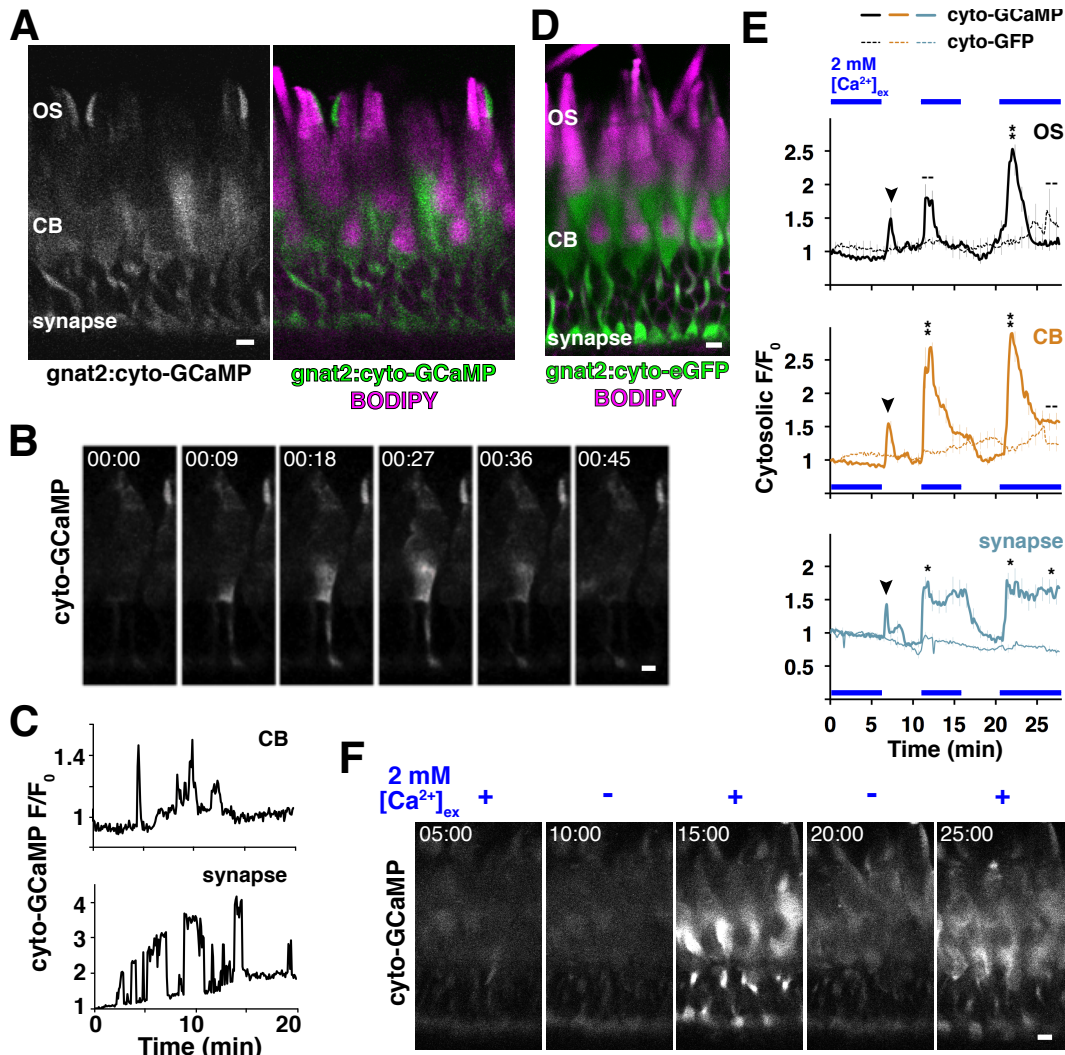 A
OS
CB
synapse
gnat2:cyto-GCaMP
gnat2:cyto-GCaMP
BODIPY
D
OS
CB
synapse
gnat2:cyto-eGFP
BODIPY
B
cyto-GCaMP
00:00
00:09
00:18
00:27
00:36
00:45
C
cyto-GCaMP F/F0
CB
1.4
1
synapse
4
3
2
1
0
10
20
Time (min)
E
cyto-GCaMP
cyto-GFP
2 mM
[Ca2+]ex
Cytosolic F/F0
OS
2.5
2
1.5
1
**
--
--
CB
2.5
2
1.5
1
**
**
--
synapse
2
1.5
1
0.5
*
*
*
0
5
10
15
20
25
Time (min)
F
2 mM
[Ca2+]ex
+
-
+
-
+
cyto-GCaMP
05:00
10:00
15:00
20:00
25:00